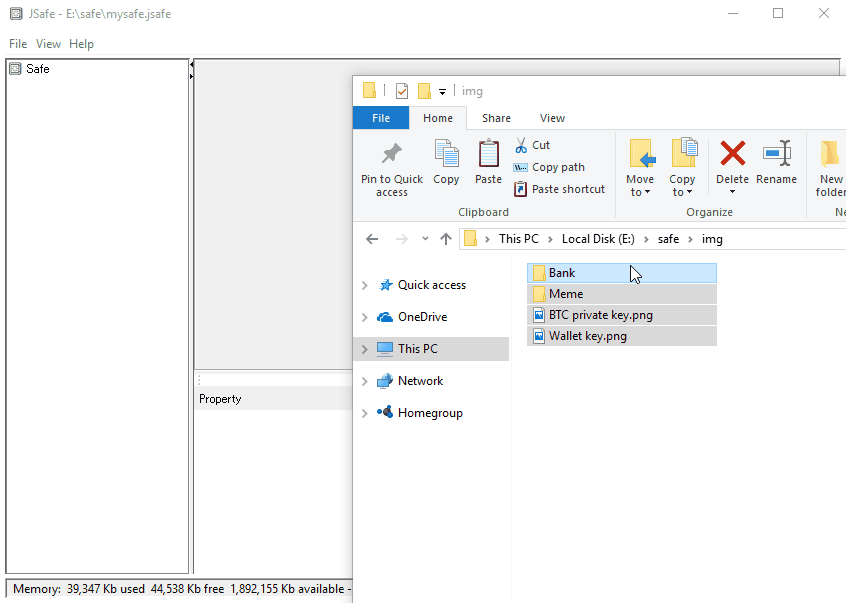 JSafe - E:\safe\mysafe.jsafe
File View Help
Safe
img
File Home Share View
Pin to Quick access
Copy
Paste
Cut
Copy path
Paste shortcut
Move to
Copy to
Delete
Rename
New folder
Clipboard
Organize
This PC > Local Disk (E:) > safe > img
Quick access
OneDrive
This PC
Network
Homegroup
Bank
Meme
BTC private key.png
Wallet key.png
Property
Memory: 39,347 Kb used 44,538 Kb free 1,892,155 Kb available -